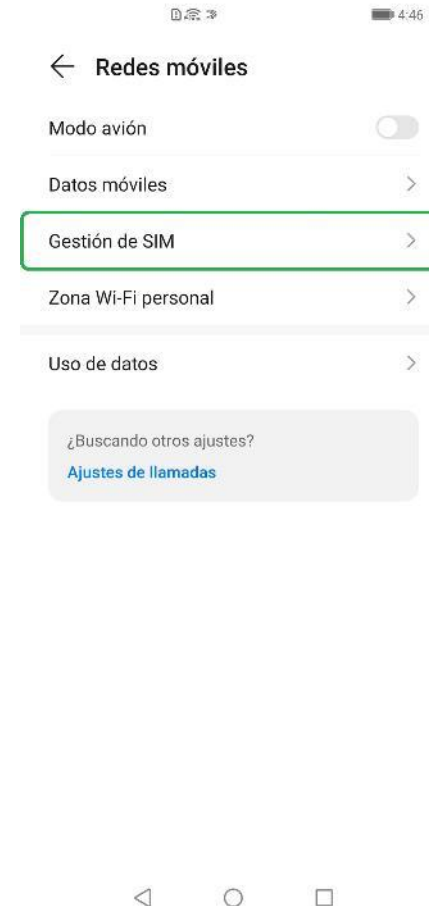 4:46
Redes móviles
Modo avión
Datos móviles
Gestión de SIM
Zona Wi-Fi personal
Uso de datos
¿Buscando otros ajustes?
Ajustes de llamadas